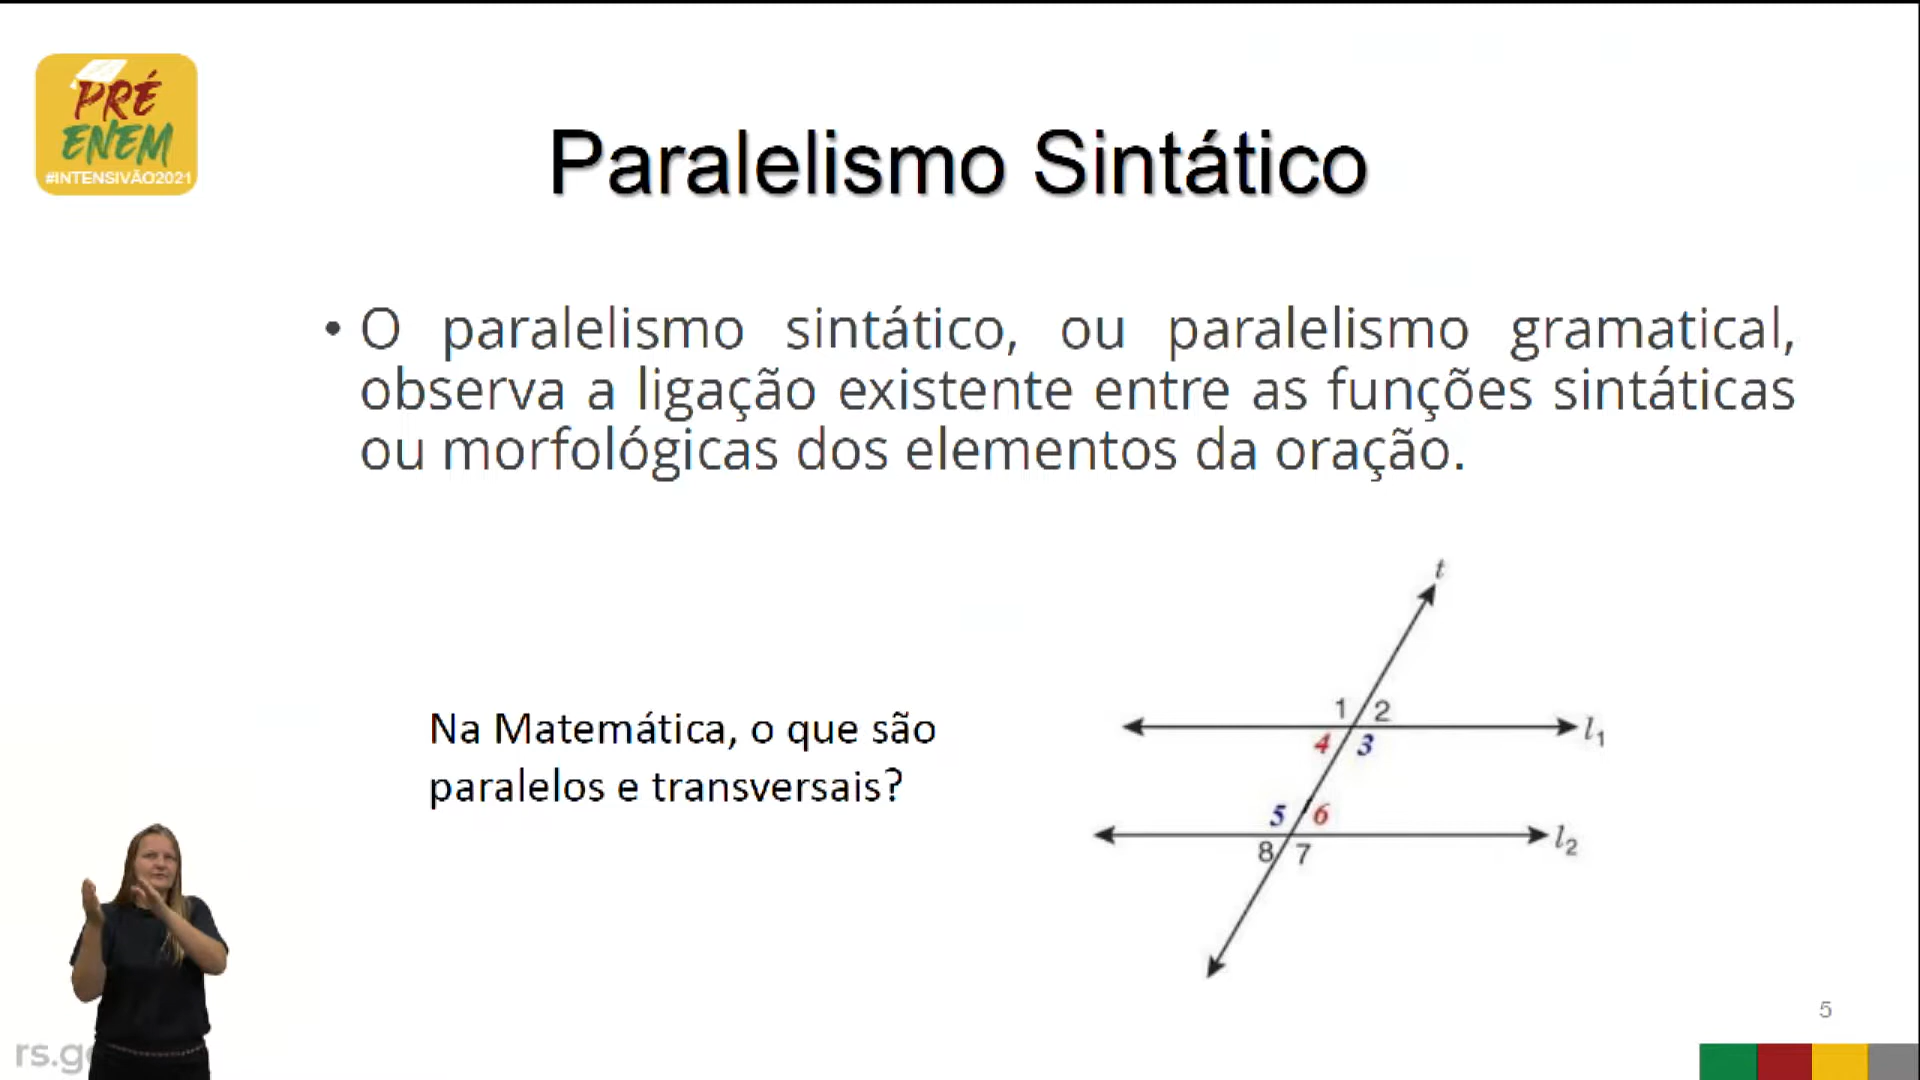 PRÉ
ENEM
#INTENSIVÃO2021
Paralelismo Sintático
• O paralelismo sintático, ou paralelismo gramatical,
observa a ligação existente entre as funções sintáticas
ou morfológicas dos elementos da oração.
Na Matemática, o que são
paralelos e transversais?
t
1 2
l₁
4 3
5 6
l₂
8 7
5
rs.g